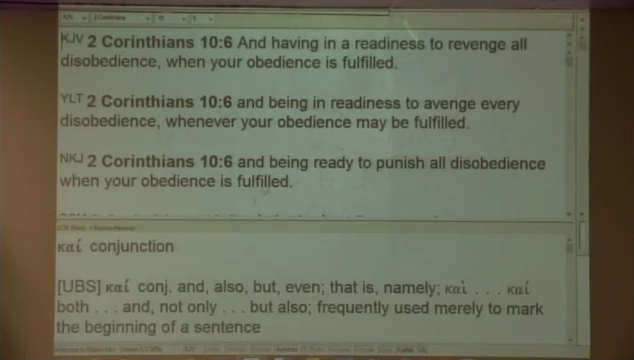 KJV 2 Corinthians 10:6 And having in a readiness to revenge all
disobedience, when your obedience is fulfilled.
YLT 2 Corinthians 10:6 and being in readiness to avenge every
disobedience, whenever your obedience may be fulfilled.
NKJ 2 Corinthians 10:6 and being ready to punish all disobedience
when your obedience is fulfilled.
καί conjunction
[UBS] καί conj. and, also, but, even; that is, namely; καὶ . . . καί
both . . . and, not only . . . but also; frequently used merely to mark
the beginning of a sentence